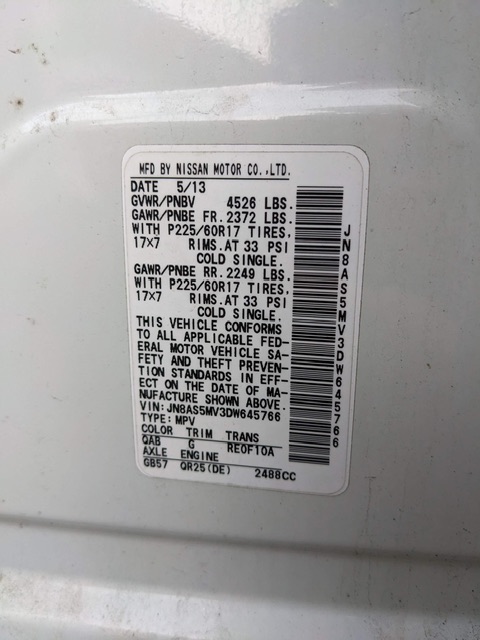 MFD BY NISSAN MOTOR CO.,LTD.
DATE 5/13
GVWR/PNBV 4526 LBS.
GAWR/PNBE FR. 2372 LBS.
WITH P225/60R17 TIRES,
17X7 RIMS.AT 33 PSI
COLD SINGLE.
GAWR/PNBE RR. 2249 LBS.
WITH P225/60R17 TIRES,
17X7 RIMS.AT 33 PSI
COLD SINGLE.
THIS VEHICLE CONFORMS
TO ALL APPLICABLE FED-
ERAL MOTOR VEHICLE SA-
FETY AND THEFT PREVEN-
TION STANDARDS IN EFF-
ECT ON THE DATE OF MA-
NUFACTURE SHOWN ABOVE.
VIN: JN8AS5MV3DW645766
TYPE: MPV
COLOR TRIM TRANS
QAB G RE0F10A
AXLE ENGINE
GB57 QR25(DE) 2488CC
JN8AS5MV3DW645766